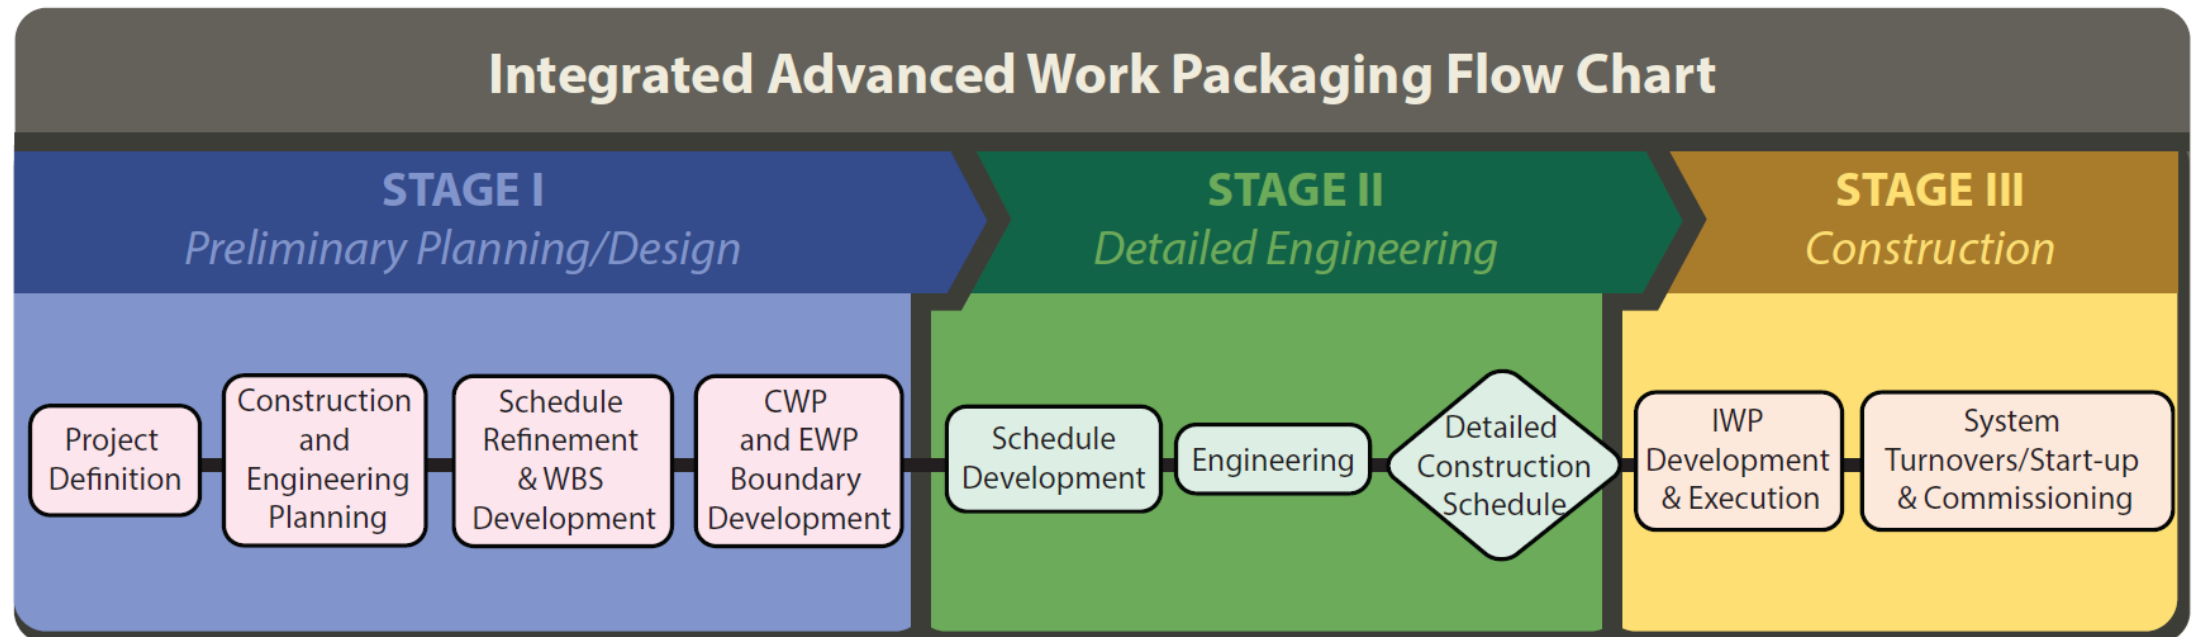 Integrated Advanced Work Packaging Flow Chart
STAGE I
Preliminary Planning/Design
STAGE II
Detailed Engineering
STAGE III
Construction
Project
Definition
Construction
and
Engineering
Planning
Schedule
Refinement
& WBS
Development
CWP
and EWP
Boundary
Development
Schedule
Development
Engineering
Detailed
Construction
Schedule
IWP
Development
& Execution
System
Turnovers/Start-up
& Commissioning